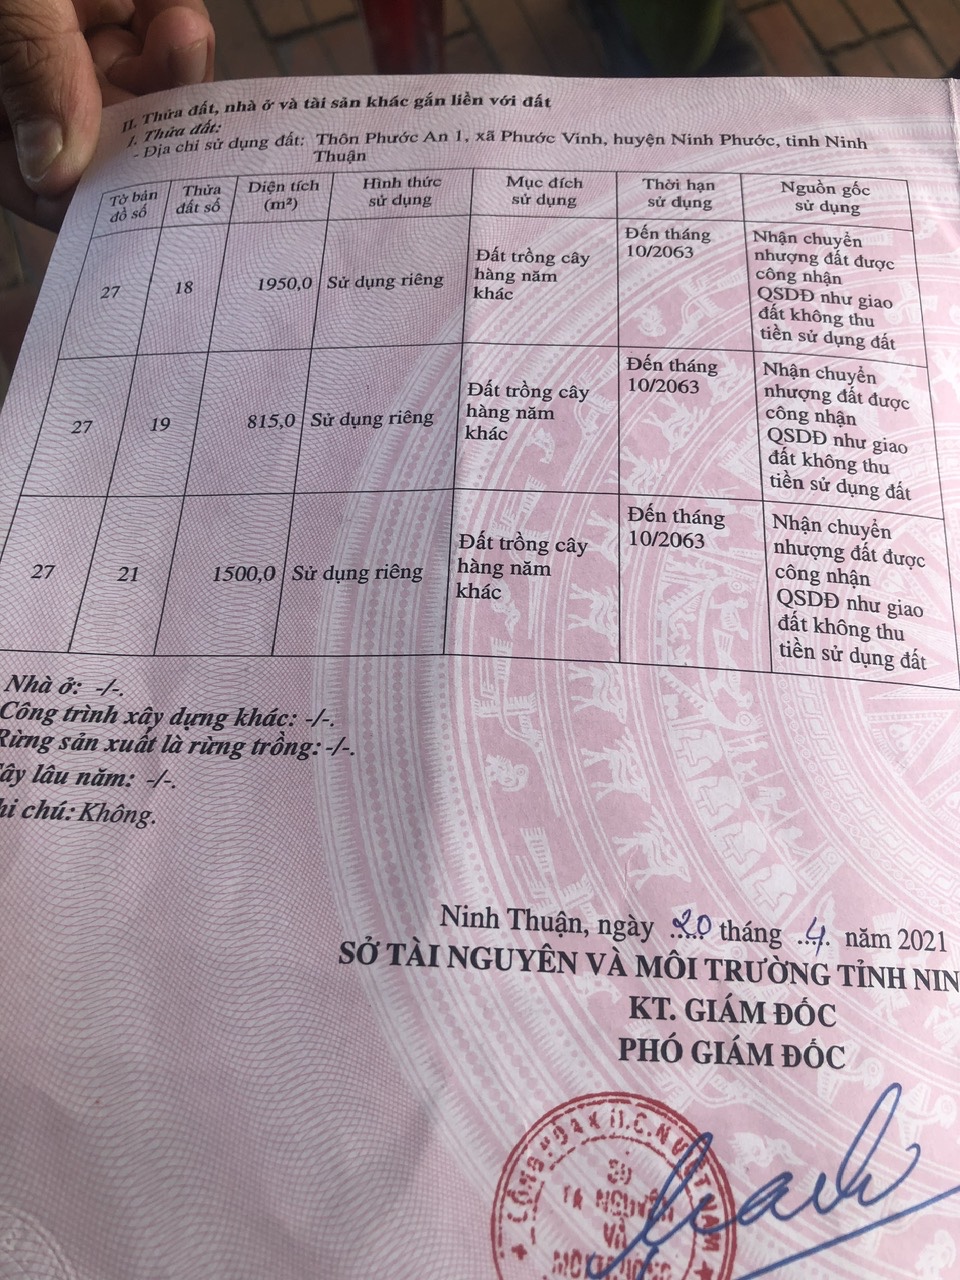 II. Thửa đất, nhà ở và tài sản khác gắn liền với đất
1. Thửa đất:
- Địa chỉ sử dụng đất: Thôn Phước An 1, xã Phước Vinh, huyện Ninh Phước, tỉnh Ninh
Thuận
Tờ bản đồ số | Thửa đất số | Diện tích (m²) | Hình thức sử dụng | Mục đích sử dụng | Thời hạn sử dụng | Nguồn gốc sử dụng
27 | 18 | 1950,0 | Sử dụng riêng | Đất trồng cây hàng năm khác | Đến tháng 10/2063 | Nhận chuyển nhượng đất được công nhận QSDĐ như giao đất không thu tiền sử dụng đất
27 | 19 | 815,0 | Sử dụng riêng | Đất trồng cây hàng năm khác | Đến tháng 10/2063 | Nhận chuyển nhượng đất được công nhận QSDĐ như giao đất không thu tiền sử dụng đất
27 | 21 | 1500,0 | Sử dụng riêng | Đất trồng cây hàng năm khác | Đến tháng 10/2063 | Nhận chuyển nhượng đất được công nhận QSDĐ như giao đất không thu tiền sử dụng đất
Nhà ở: -/-.
Công trình xây dựng khác: -/-.
Rừng sản xuất là rừng trồng: -/-.
ây lâu năm: -/-.
hi chú: Không.
Ninh Thuận, ngày 20 tháng 4 năm 2021
SỞ TÀI NGUYÊN VÀ MÔI TRƯỜNG TỈNH NIN
KT. GIÁM ĐỐC
PHÓ GIÁM ĐỐC
SỞ
TÀI NGUYÊN
VÀ